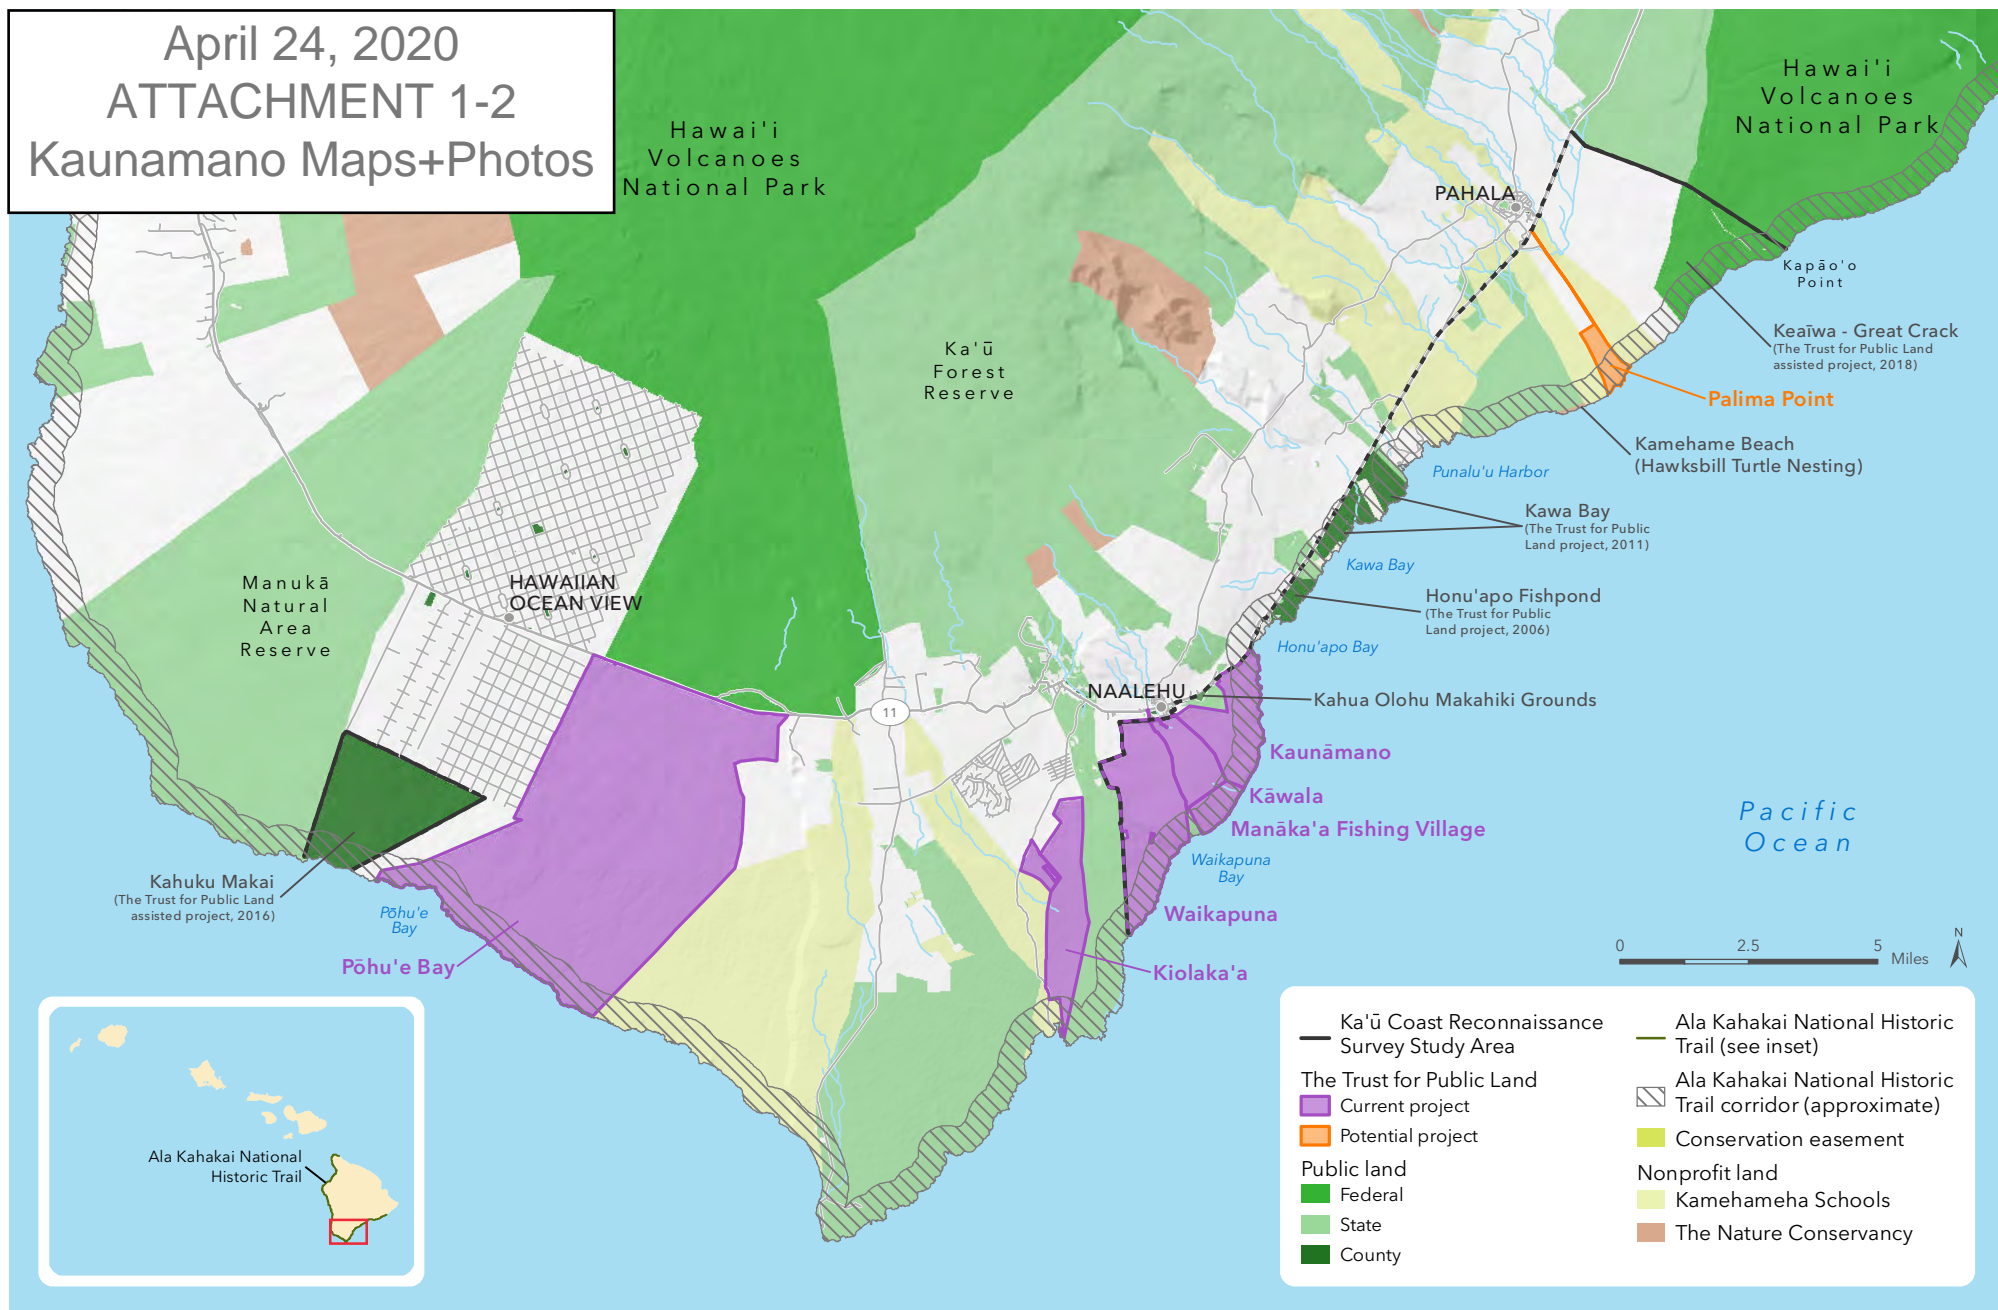 April 24, 2020
ATTACHMENT 1-2
Kaunamano Maps+Photos
Hawai'i
Volcanoes
National Park
Hawai'i
Volcanoes
National Park
PAHALA
Kapāo'o
Point
Keaīwa - Great Crack
(The Trust for Public Land
assisted project, 2018)
Palima Point
Kamehame Beach
(Hawksbill Turtle Nesting)
Ka'ū
Forest
Reserve
Punalu'u Harbor
Kawa Bay
(The Trust for Public
Land project, 2011)
Kawa Bay
Honu'apo Fishpond
(The Trust for Public
Land project, 2006)
Honu'apo Bay
Manukā
Natural
Area
Reserve
HAWAIIAN
OCEAN VIEW
NAALEHU
11
Kahua Olohu Makahiki Grounds
Kaunāmano
Kāwala
Manāka'a Fishing Village
Waikapuna
Bay
Waikapuna
Kiolaka'a
Pacific
Ocean
Kahuku Makai
(The Trust for Public Land
assisted project, 2016)
Pōhu'e
Bay
Pōhu'e Bay
0 2.5 5
Miles
N
Ala Kahakai National
Historic Trail
Ka'ū Coast Reconnaissance
Survey Study Area
The Trust for Public Land
Current project
Potential project
Public land
Federal
State
County
Ala Kahakai National Historic
Trail (see inset)
Ala Kahakai National Historic
Trail corridor (approximate)
Conservation easement
Nonprofit land
Kamehameha Schools
The Nature Conservancy